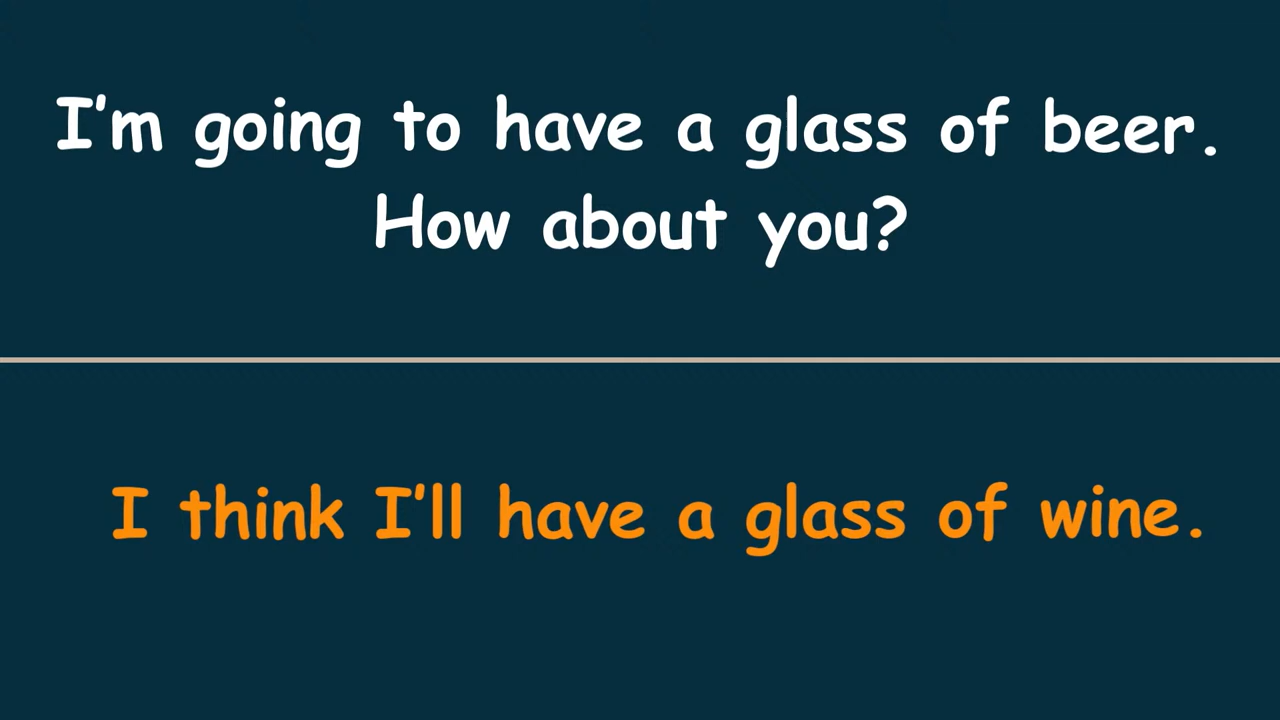 I'm going to have a glass of beer.
How about you?
I think I'll have a glass of wine.